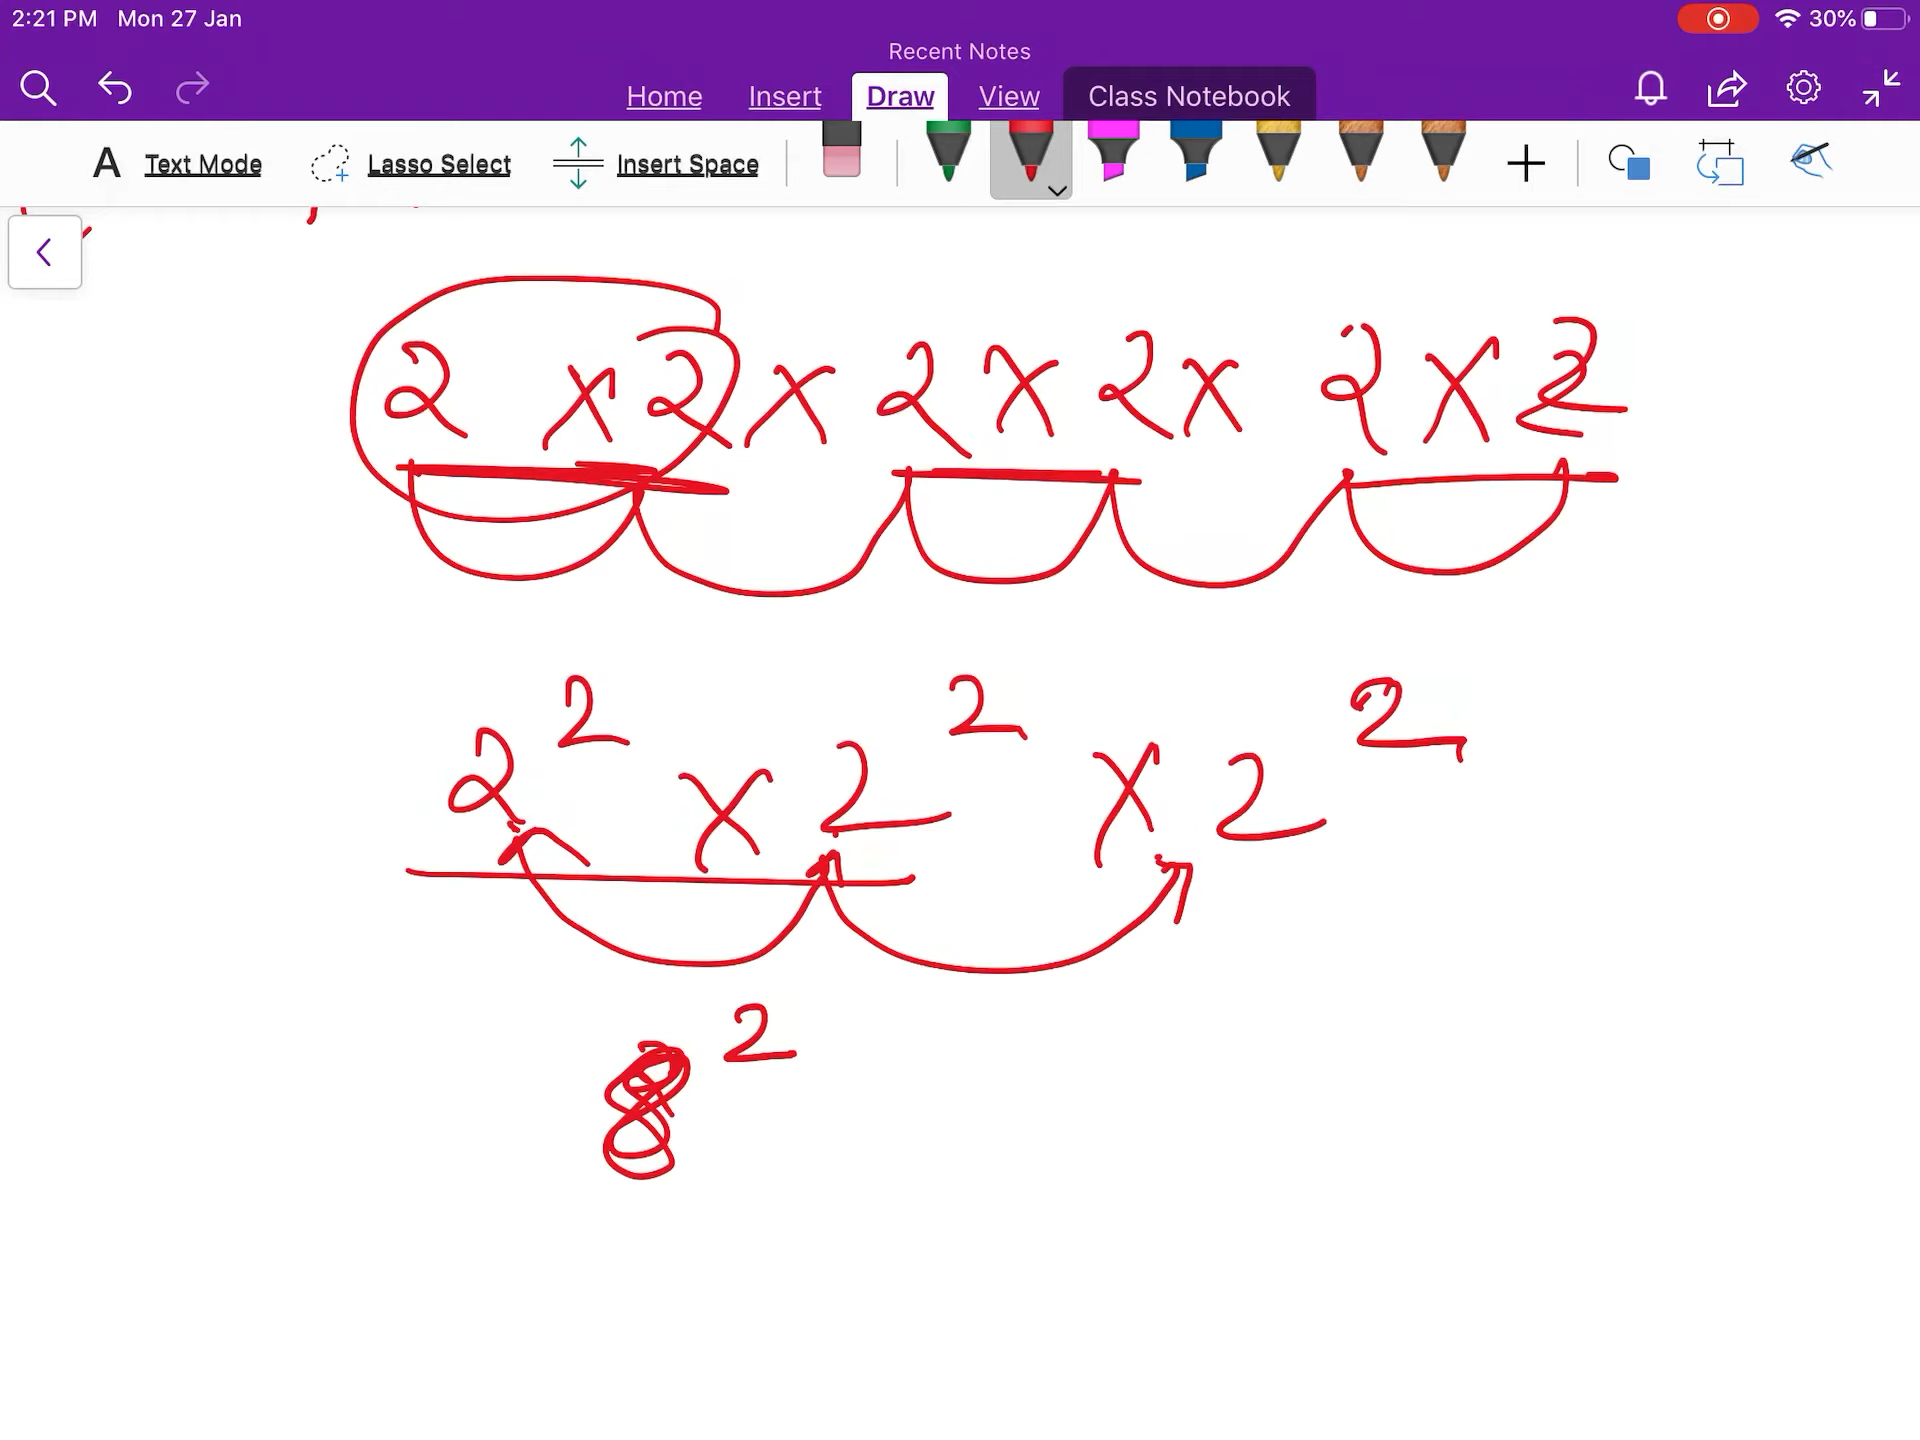 2:21 PM Mon 27 Jan
30%
Recent Notes
Home Insert Draw View Class Notebook
A Text Mode Lasso Select Insert Space
2 x 2 x 2 x 2 x 2 x 2
2² x 2² x 2²
8²